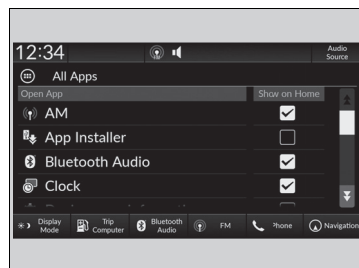 12:34
Audio
Source
All Apps
Open App Show on Home
AM
App Installer
Bluetooth Audio
Clock
Display
Mode
Trip
Computer
Bluetooth
Audio
FM
Phone
Navigation